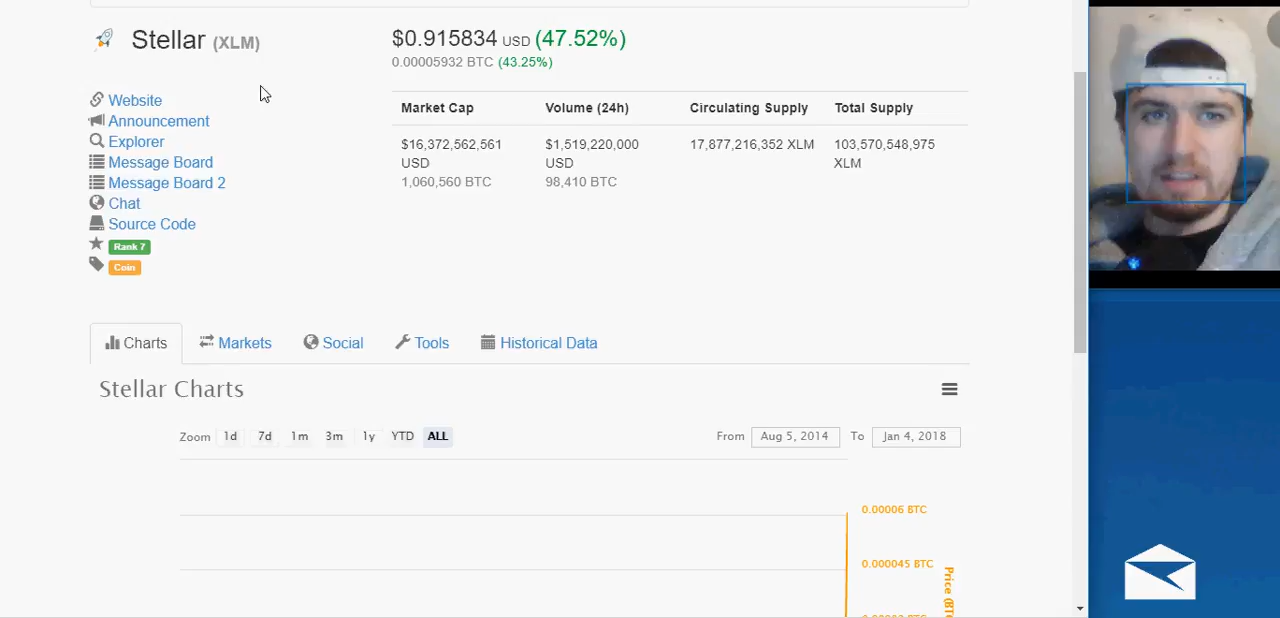 Stellar (XLM)
$0.915834 USD (47.52%)
0.00005932 BTC (43.25%)
Website
Announcement
Explorer
Message Board
Message Board 2
Chat
Source Code
Rank 7
Coin
Market Cap Volume (24h) Circulating Supply Total Supply
$16,372,562,561 $1,519,220,000 17,877,216,352 XLM 103,570,548,975
USD USD XLM
1,060,560 BTC 98,410 BTC
Charts Markets Social Tools Historical Data
Stellar Charts
Zoom 1d 7d 1m 3m 1y YTD ALL From Aug 5, 2014 To Jan 4, 2018
0.00006 BTC
0.000045 BTC
Price (BTC